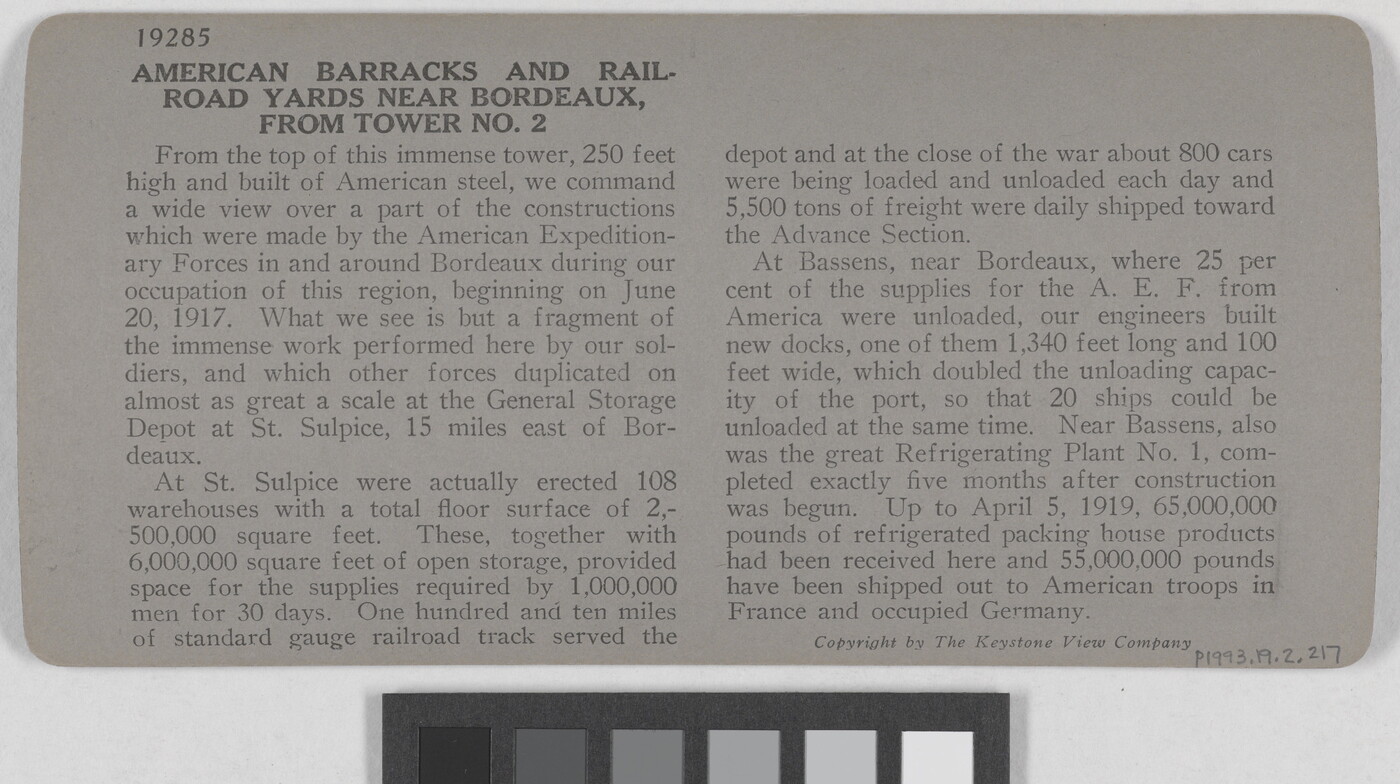 19285
AMERICAN BARRACKS AND RAIL-
ROAD YARDS NEAR BORDEAUX,
FROM TOWER NO. 2
From the top of this immense tower, 250 feet
high and built of American steel, we command
a wide view over a part of the constructions
which were made by the American Expedition-
ary Forces in and around Bordeaux during our
occupation of this region, beginning on June
20, 1917. What we see is but a fragment of
the immense work performed here by our sol-
diers, and which other forces duplicated on
almost as great a scale at the General Storage
Depot at St. Sulpice, 15 miles east of Bor-
deaux.
At St. Sulpice were actually erected 108
warehouses with a total floor surface of 2,-
500,000 square feet. These, together with
6,000,000 square feet of open storage, provided
space for the supplies required by 1,000,000
men for 30 days. One hundred and ten miles
of standard gauge railroad track served the
depot and at the close of the war about 800 cars
were being loaded and unloaded each day and
5,500 tons of freight were daily shipped toward
the Advance Section.
At Bassens, near Bordeaux, where 25 per
cent of the supplies for the A. E. F. from
America were unloaded, our engineers built
new docks, one of them 1,340 feet long and 100
feet wide, which doubled the unloading capac-
ity of the port, so that 20 ships could be
unloaded at the same time. Near Bassens, also
was the great Refrigerating Plant No. 1, com-
pleted exactly five months after construction
was begun. Up to April 5, 1919, 65,000,000
pounds of refrigerated packing house products
had been received here and 55,000,000 pounds
have been shipped out to American troops in
France and occupied Germany.
Copyright by The Keystone View Company
P1993.19.2.217